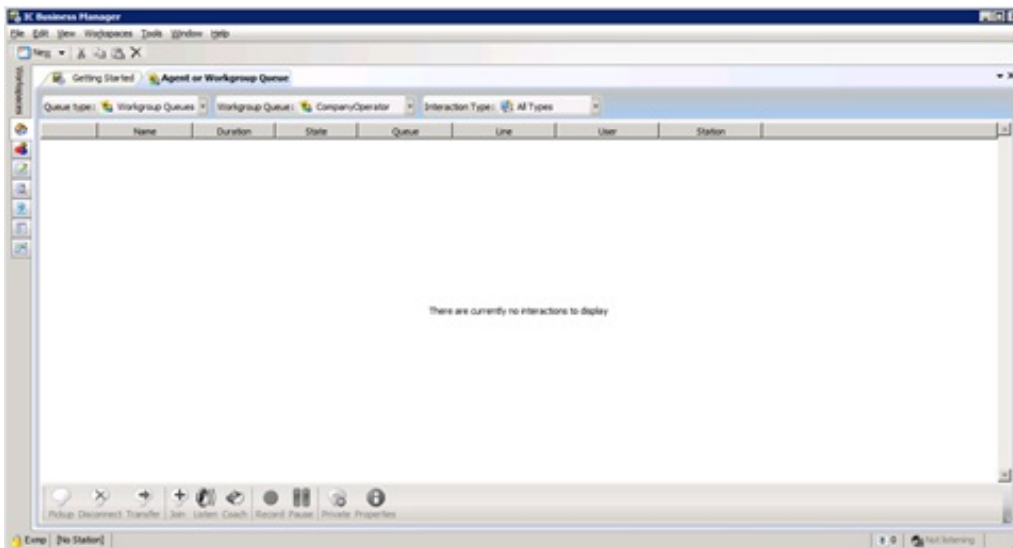 IC Business Manager
File Edit View Workspaces Tools Window Help
New
Workspaces
Getting Started
Agent or Workgroup Queue
Queue type: Workgroup Queues Workgroup Queue: CompanyOperator Interaction Type: All Types
Name Duration State Queue Line User Station
There are currently no interactions to display
Pickup Disconnect Transfer Join Listen Coach Record Pause Private Properties
[No Station] 0 Not listening